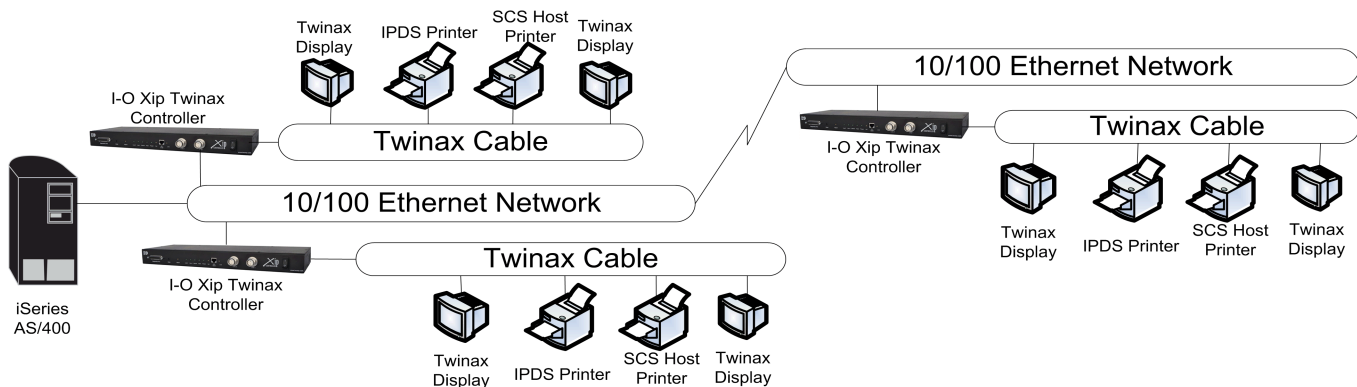 Twinax
Display
IPDS Printer
SCS Host
Printer
Twinax
Display
I-O Xip Twinax
Controller
Twinax Cable
10/100 Ethernet Network
I-O Xip Twinax
Controller
Twinax Cable
Twinax
Display
IPDS Printer
SCS Host
Printer
Twinax
Display
iSeries
AS/400
10/100 Ethernet Network
I-O Xip Twinax
Controller
Twinax Cable
Twinax
Display
IPDS Printer
SCS Host
Printer
Twinax
Display